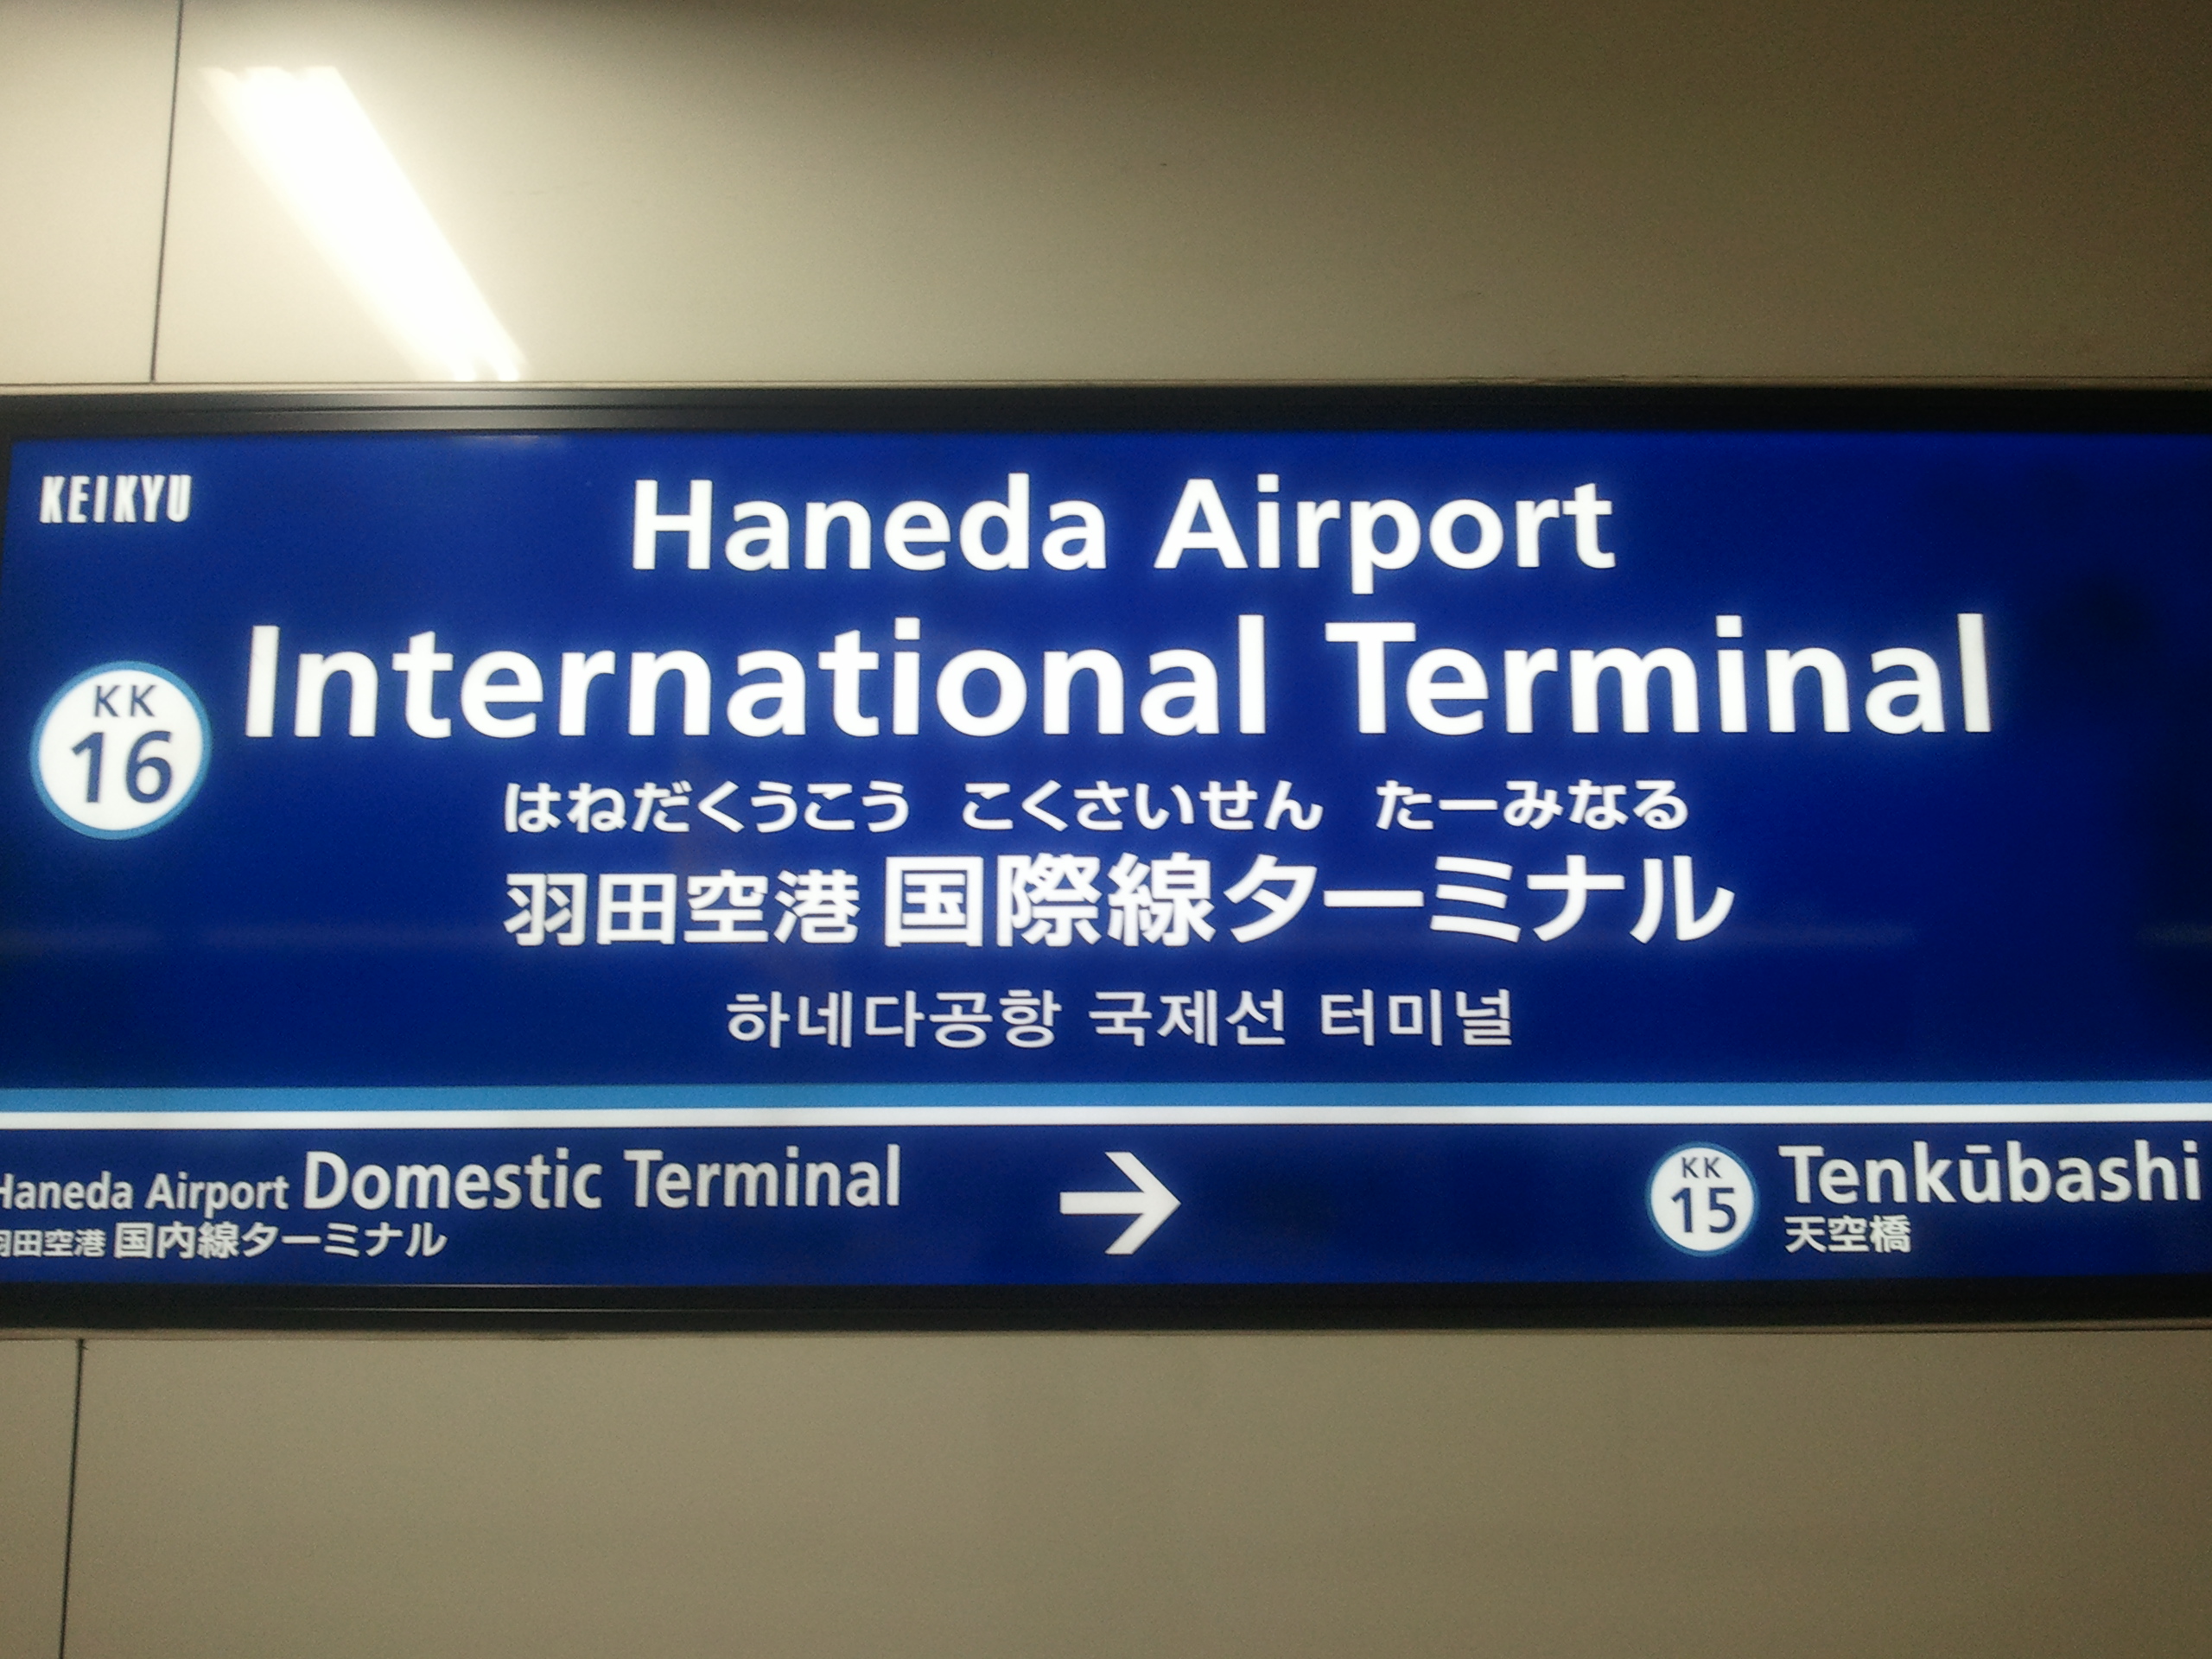 KEIKYU
Haneda Airport
KK
16
International Terminal
はねだくうこう こくさいせん たーみなる
羽田空港 国際線ターミナル
하네다공항 국제선 터미널
Haneda Airport Domestic Terminal
羽田空港 国内線ターミナル
→
KK
15
Tenkūbashi
天空橋